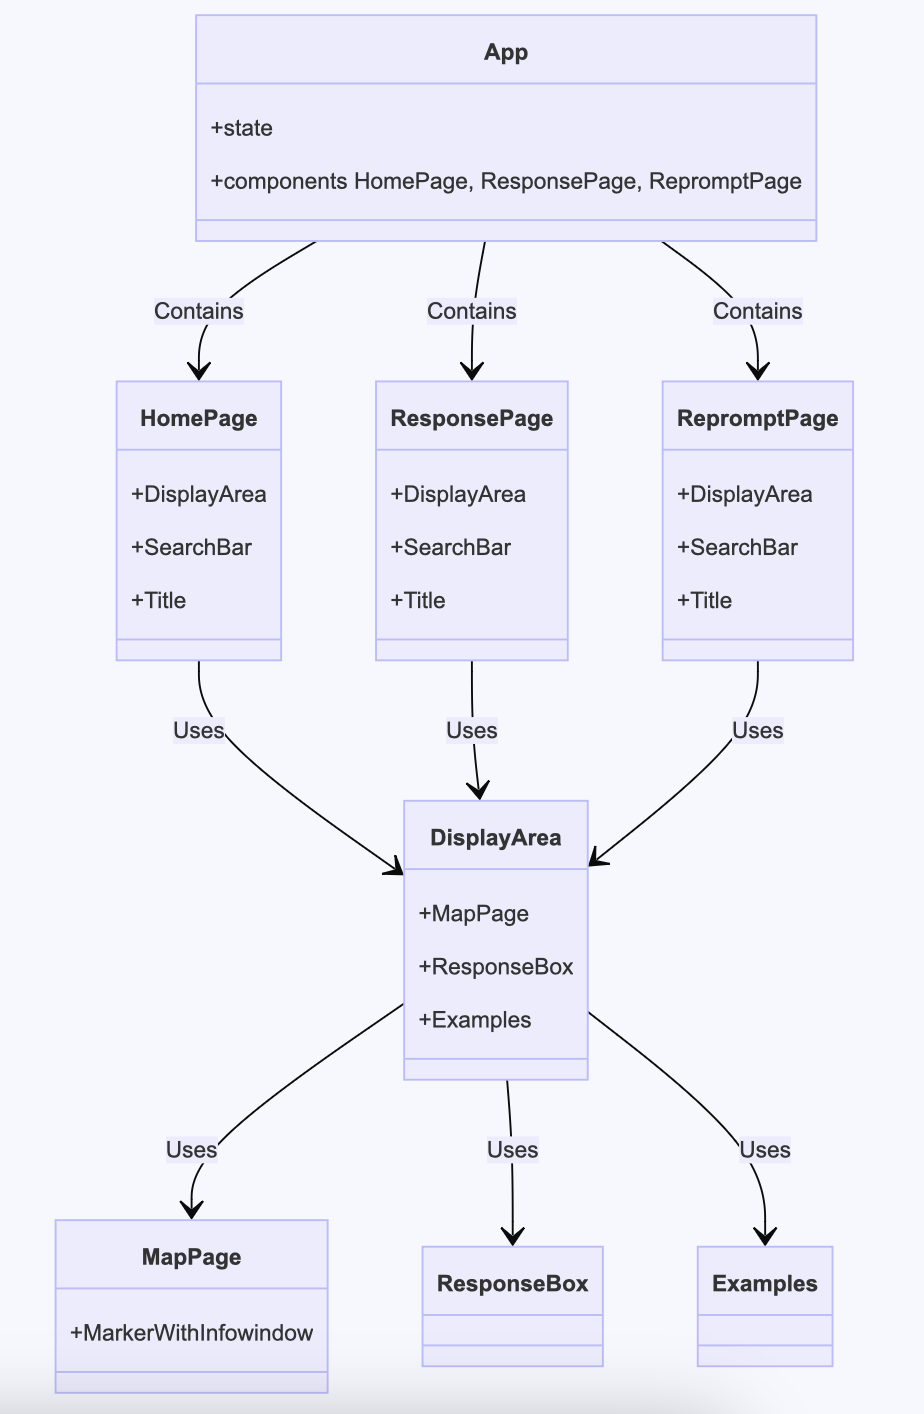 App
+state
+components HomePage, ResponsePage, RepromptPage
Contains
Contains
Contains
HomePage
+DisplayArea
+SearchBar
+Title
ResponsePage
+DisplayArea
+SearchBar
+Title
RepromptPage
+DisplayArea
+SearchBar
+Title
Uses
Uses
Uses
DisplayArea
+MapPage
+ResponseBox
+Examples
Uses
Uses
Uses
MapPage
+MarkerWithInfowindow
ResponseBox
Examples